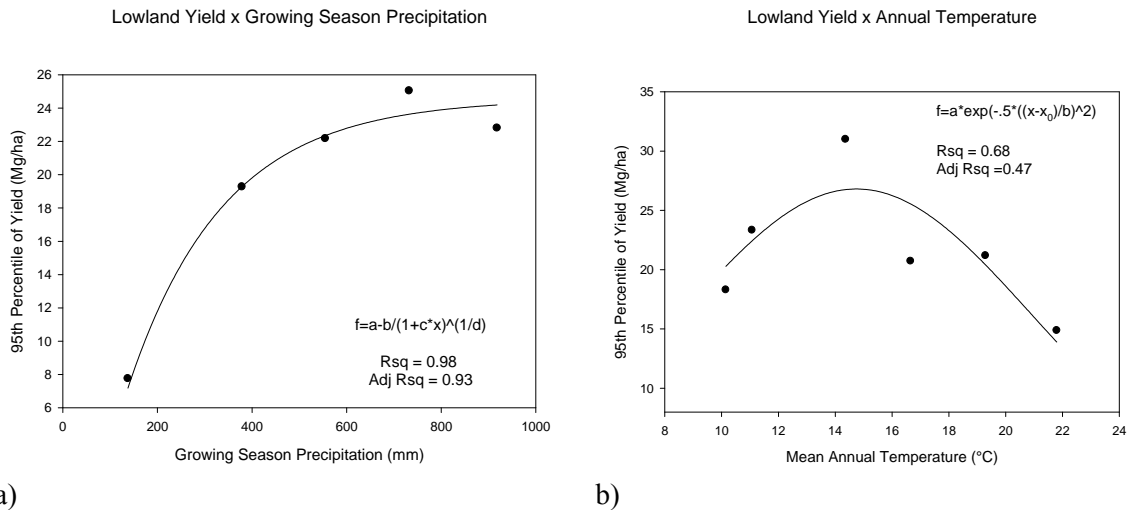 Lowland Yield x Growing Season Precipitation
95th Percentile of Yield (Mg/ha)
26
24
22
20
18
16
14
12
10
8
6
f=a-b/(1+c*x)^(1/d)
Rsq = 0.98
Adj Rsq = 0.93
0 200 400 600 800 1000
Growing Season Precipitation (mm)
a)
Lowland Yield x Annual Temperature
95th Percentile of Yield (Mg/ha)
35
30
25
20
15
10
f=a*exp(-.5*((x-x₀)/b)^2)
Rsq = 0.68
Adj Rsq =0.47
8 10 12 14 16 18 20 22 24
Mean Annual Temperature (°C)
b)